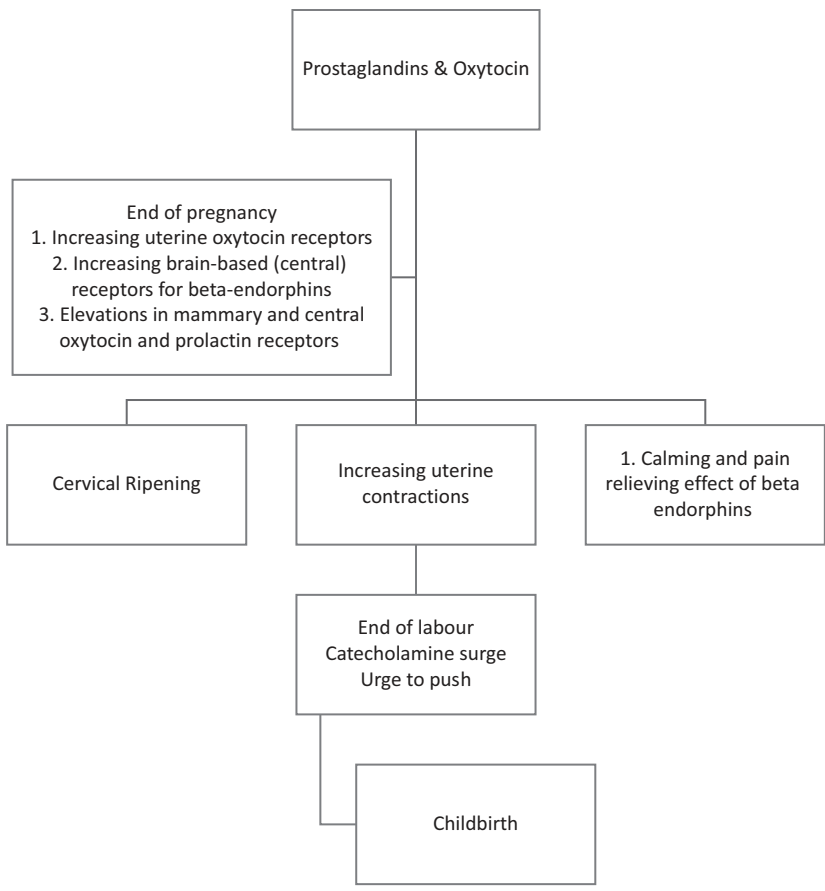 Prostaglandins & Oxytocin
End of pregnancy
1. Increasing uterine oxytocin receptors
2. Increasing brain-based (central)
receptors for beta-endorphins
3. Elevations in mammary and central
oxytocin and prolactin receptors
Cervical Ripening
Increasing uterine
contractions
1. Calming and pain
relieving effect of beta
endorphins
End of labour
Catecholamine surge
Urge to push
Childbirth